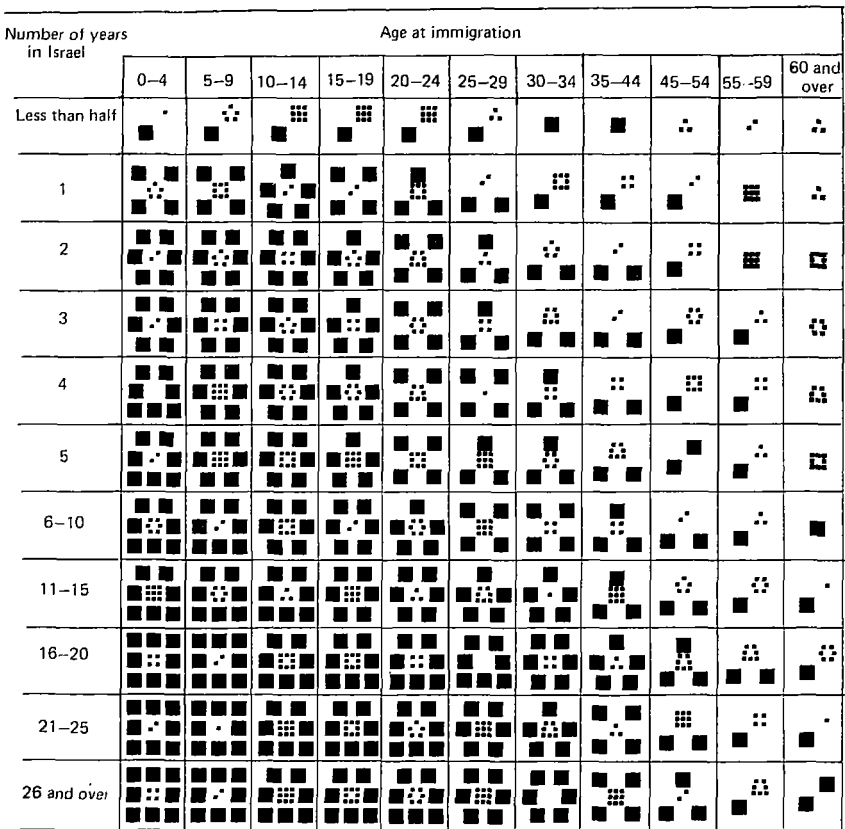 Number of years
in Israel
Age at immigration
0–4 5–9 10–14 15–19 20–24 25–29 30–34 35–44 45–54 55–59 60 and
over
Less than half
1
2
3
4
5
6–10
11–15
16–20
21–25
26 and over